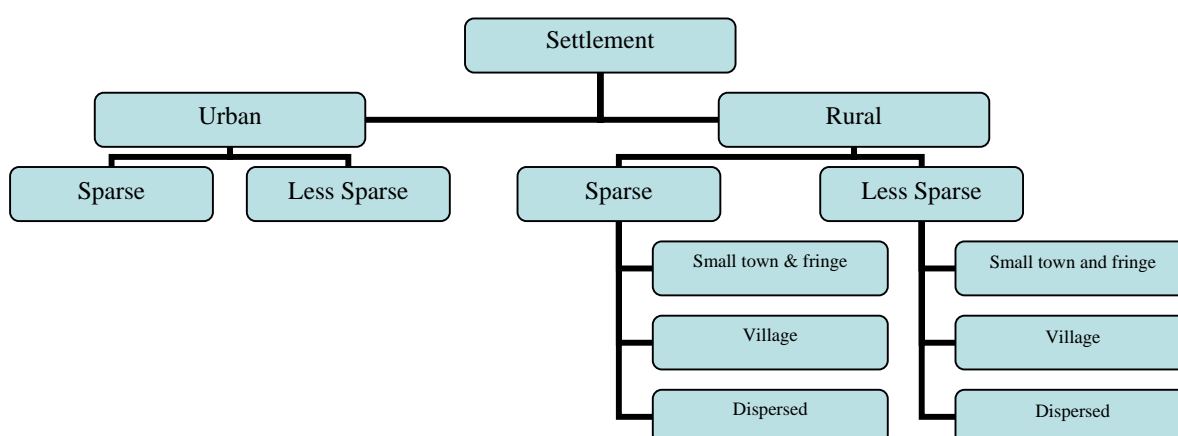 Settlement
Urban
Rural
Sparse
Less Sparse
Sparse
Less Sparse
Small town & fringe
Small town and fringe
Village
Village
Dispersed
Dispersed